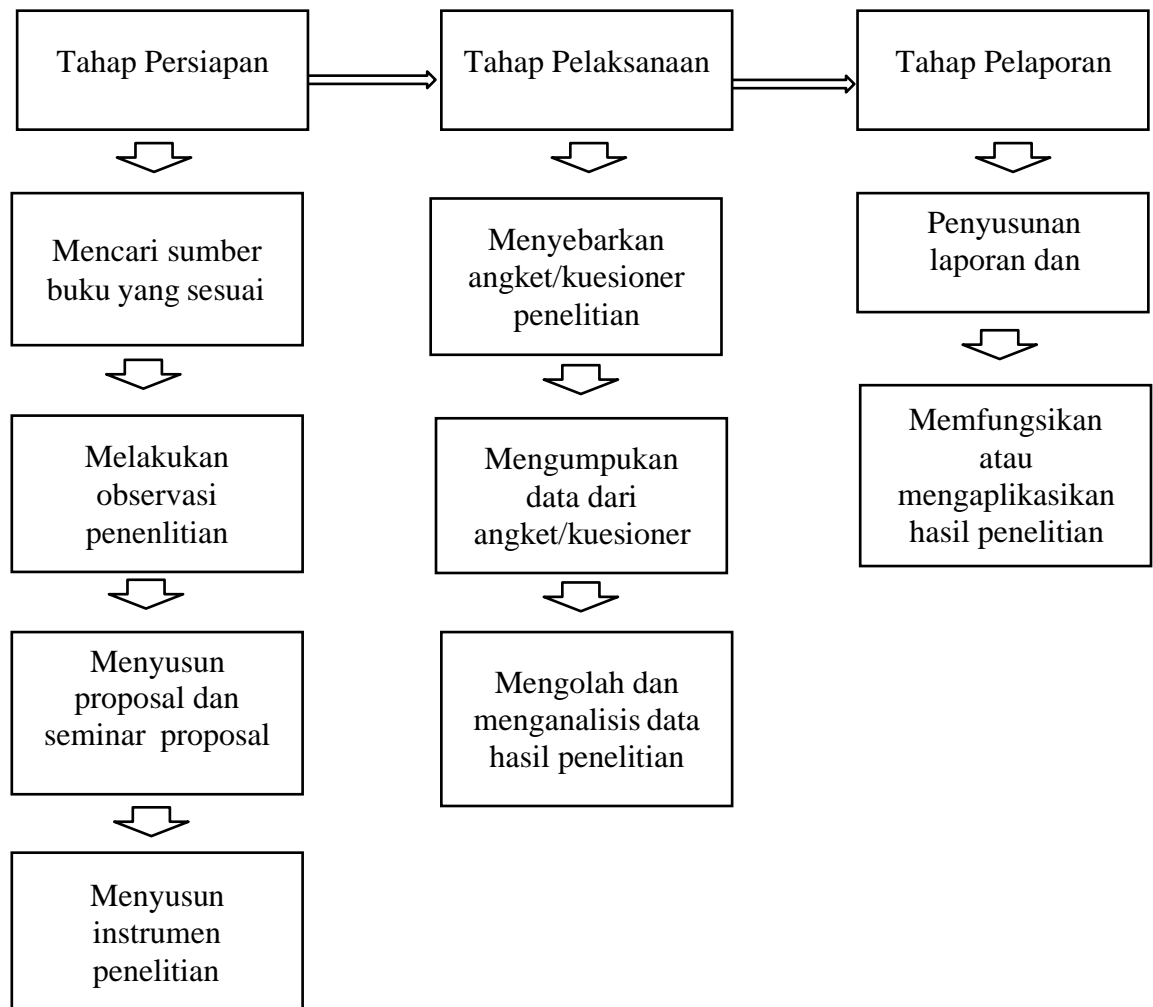 Tahap Persiapan
Tahap Pelaksanaan
Tahap Pelaporan
Mencari sumber
buku yang sesuai
Melakukan
observasi
penenlitian
Menyusun
proposal dan
seminar proposal
Menyusun
instrumen
penelitian
Menyebarkan
angket/kuesioner
penelitian
Mengumpukan
data dari
angket/kuesioner
Mengolah dan
menganalisis data
hasil penelitian
Penyusunan
laporan dan
Memfungsikan
atau
mengaplikasikan
hasil penelitian